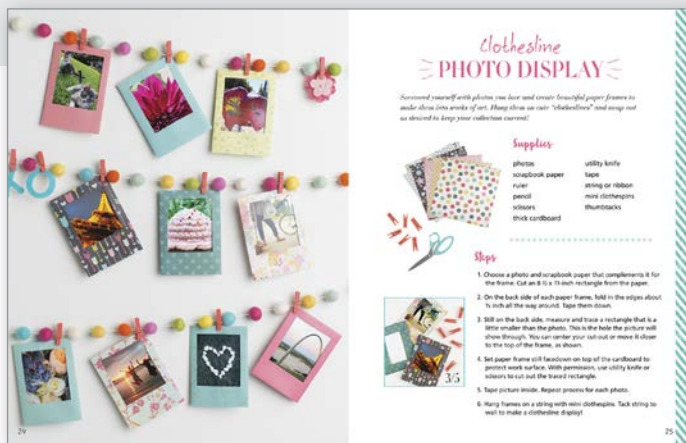 Clothesline
PHOTO DISPLAY
Surround yourself with photos you love and create beautiful paper frames to
make them into works of art. Hang them on cute "clotheslines" and swap out
as desired to keep your collection current!
Supplies
photos
scrapbook paper
ruler
pencil
scissors
thick cardboard
utility knife
tape
string or ribbon
mini clothespins
thumbtacks
Steps
1. Choose a photo and scrapbook paper that complements it for
the frame. Cut an 8 ½ x 11-inch rectangle from the paper.
2. On the back side of each paper frame, fold in the edges about
½ inch all the way around. Tape them down.
3. Still on the back side, measure and trace a rectangle that is a
little smaller than the photo. This is the hole the picture will
show through. You can center your cut-out or move it closer
to the top of the frame, as shown.
4. Set paper frame still facedown on top of the cardboard to
protect work surface. With permission, use utility knife or
scissors to cut out the traced rectangle.
5. Tape picture inside. Repeat process for each photo.
6. Hang frames on a string with mini clothespins. Tack string to
wall to make a clothesline display!
3/5
24
25